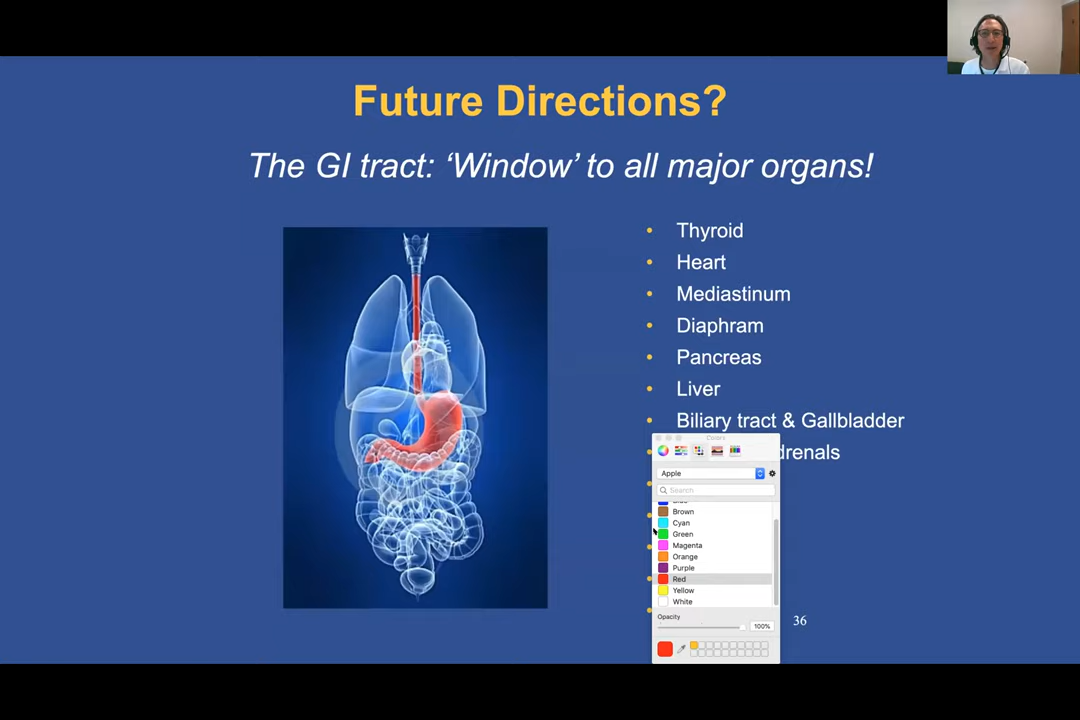 Future Directions?
The GI tract: ‘Window’ to all major organs!
• Thyroid
• Heart
• Mediastinum
• Diaphram
• Pancreas
• Liver
• Biliary tract & Gallbladder
drenals
Colors
Apple
Search
Brown
Cyan
Green
Magenta
Orange
Purple
Red
Yellow
White
Opacity
100%
36